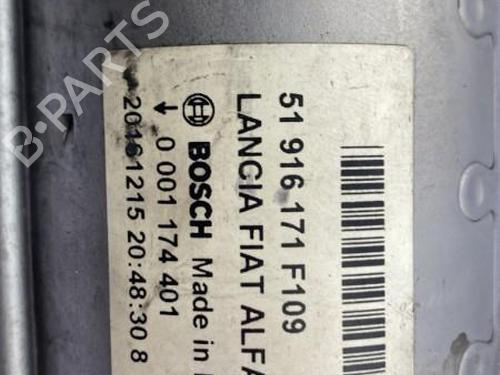 51 916 171 F109
LANCIA FIAT ALFA
BOSCH Made in
0 001 174 401
20161215 20:48:30 8
B-PARTS